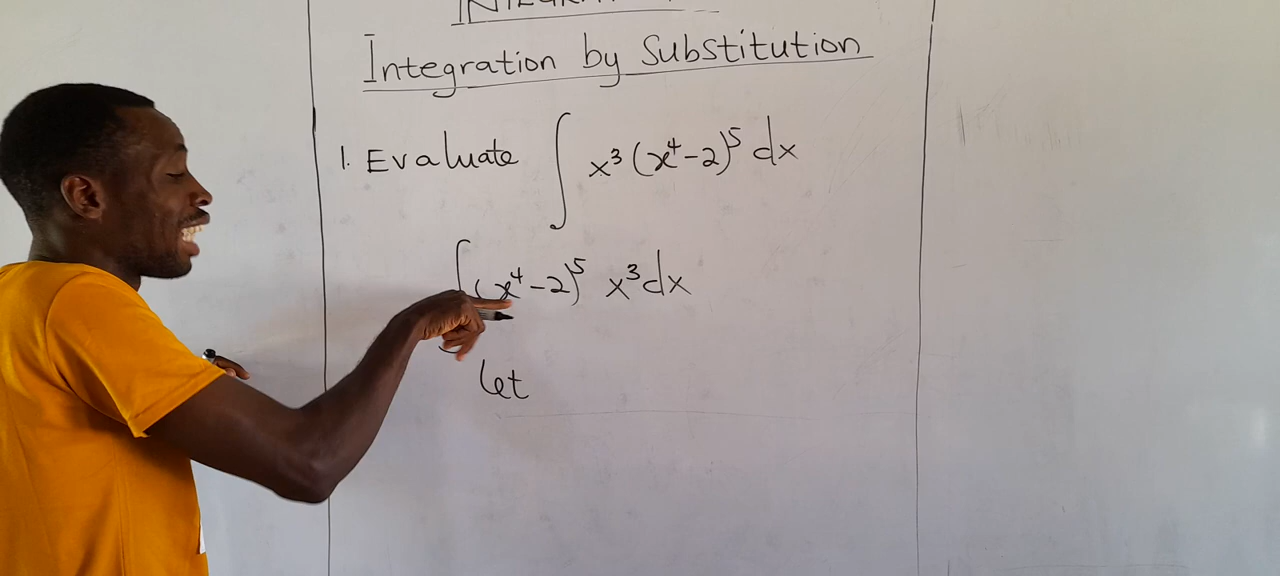 Integration by Substitution
1. Evaluate ∫ x³ (x⁴-2)⁵ dx
∫(x⁴-2)⁵ x³dx
let